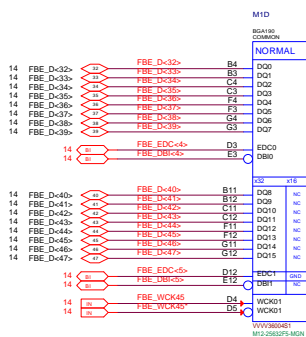 M1D
BGA190
COMMON
NORMAL
14 FBE_D<32> 32 FBE_D<32> B4 DQ0
14 FBE_D<33> 33 FBE_D<33> B3 DQ1
14 FBE_D<34> 34 FBE_D<34> C4 DQ2
14 FBE_D<35> 35 FBE_D<35> C3 DQ3
14 FBE_D<36> 36 FBE_D<36> F4 DQ4
14 FBE_D<37> 37 FBE_D<37> F3 DQ5
14 FBE_D<38> 38 FBE_D<38> G4 DQ6
14 FBE_D<39> 39 FBE_D<39> G3 DQ7
14 BI FBE_EDC<4> D3 EDC0
14 BI FBE_DBI<4> E3 DBI0
x32 x16
14 FBE_D<40> 40 FBE_D<40> B11 DQ8 NC
14 FBE_D<41> 41 FBE_D<41> B12 DQ9 NC
14 FBE_D<42> 42 FBE_D<42> C11 DQ10 NC
14 FBE_D<43> 43 FBE_D<43> C12 DQ11 NC
14 FBE_D<44> 44 FBE_D<44> F11 DQ12 NC
14 FBE_D<45> 45 FBE_D<45> F12 DQ13 NC
14 FBE_D<46> 46 FBE_D<46> G11 DQ14 NC
14 FBE_D<47> 47 FBE_D<47> G12 DQ15 NC
14 BI FBE_EDC<5> D12 EDC1 GND
14 BI FBE_DBI<5> E12 DBI1 NC
14 IN FBE_WCK45 D4 WCK01
14 IN FBE_WCK45* D5 WCK01
M12-25632F5-MGN